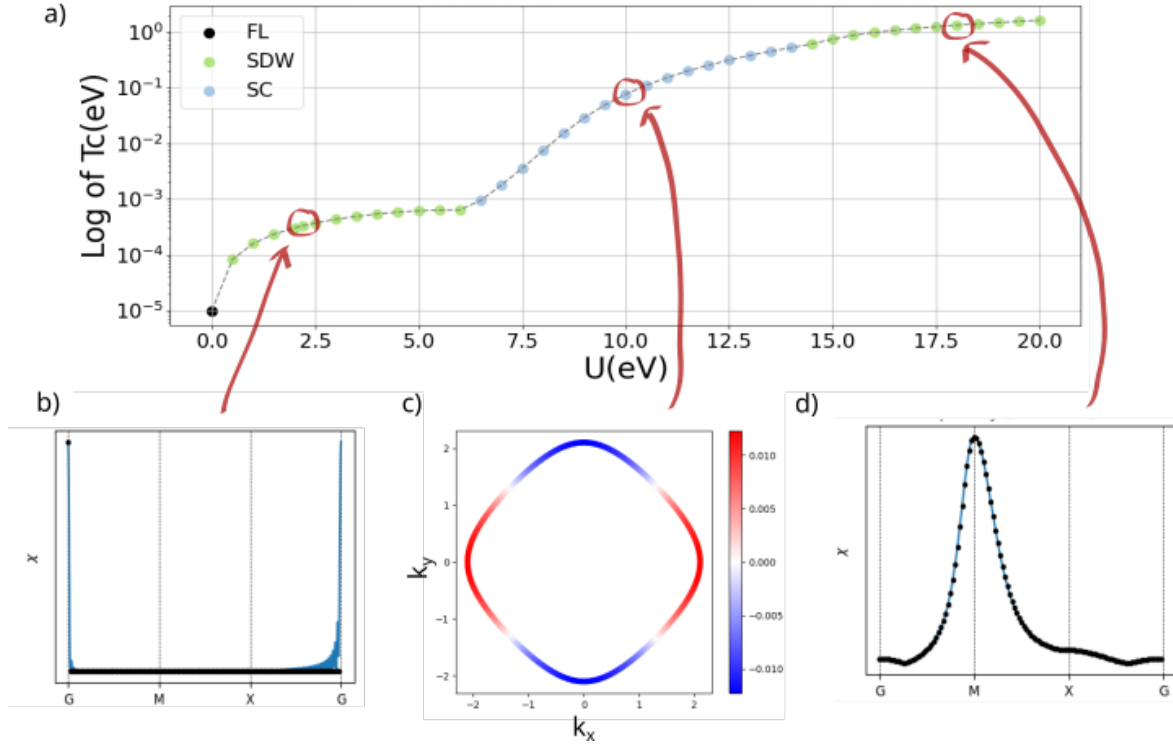 a)
FL
SDW
SC
Log of Tc(eV)
10⁰
10⁻¹
10⁻²
10⁻³
10⁻⁴
10⁻⁵
0.0 2.5 5.0 7.5 10.0 12.5 15.0 17.5 20.0
U(eV)
b)
χ
G M X G
c)
k_y
2
1
0
−1
−2
−2 −1 0 1 2
k_x
0.010
0.005
0.000
−0.005
−0.010
d)
χ
G M X G